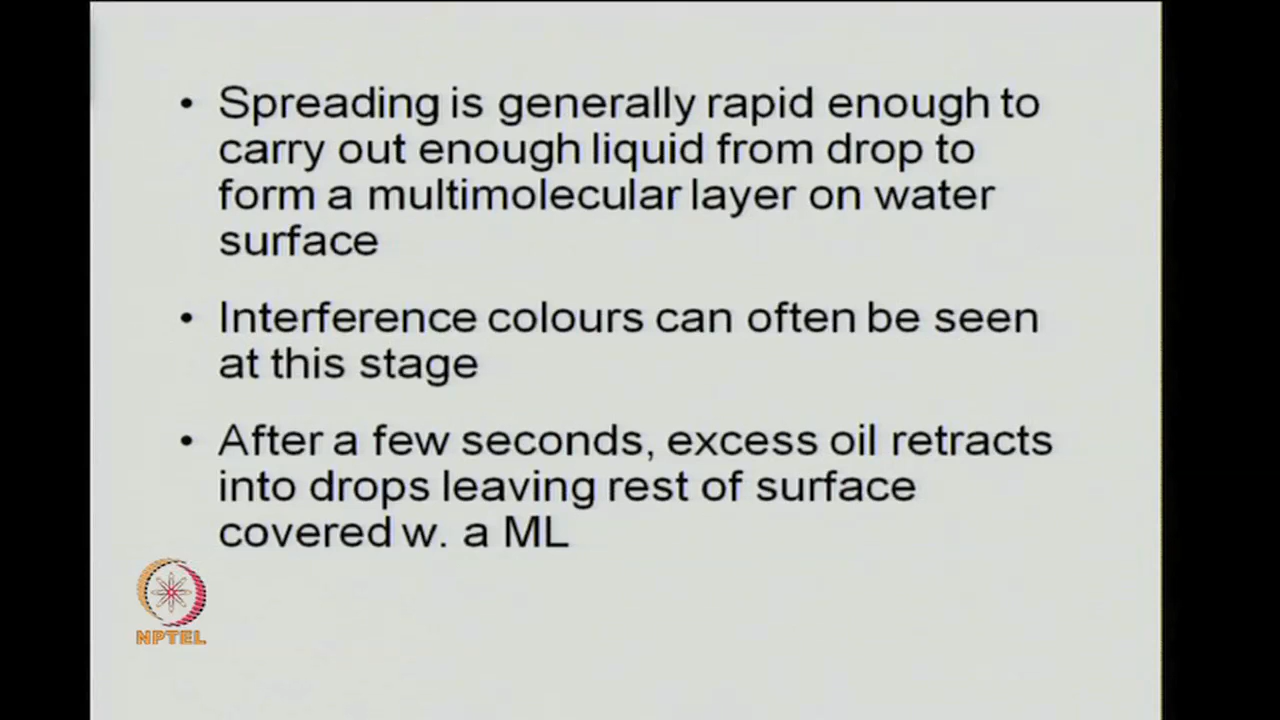 • Spreading is generally rapid enough to
carry out enough liquid from drop to
form a multimolecular layer on water
surface
• Interference colours can often be seen
at this stage
• After a few seconds, excess oil retracts
into drops leaving rest of surface
covered w. a ML
NPTEL